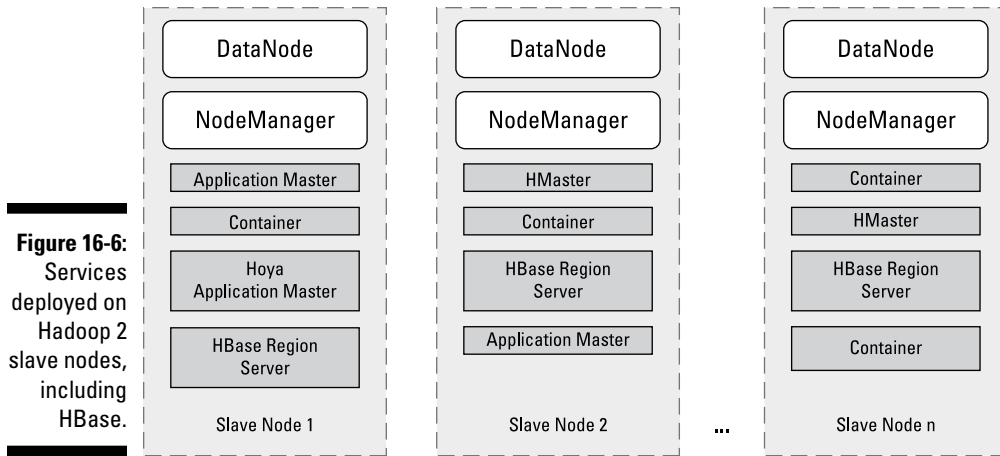 Figure 16-6:
Services
deployed on
Hadoop 2
slave nodes,
including
HBase.
DataNode
NodeManager
Application Master
Container
Hoya
Application Master
HBase Region
Server
Slave Node 1
DataNode
NodeManager
HMaster
Container
HBase Region
Server
Application Master
Slave Node 2
...
DataNode
NodeManager
Container
HMaster
HBase Region
Server
Container
Slave Node n